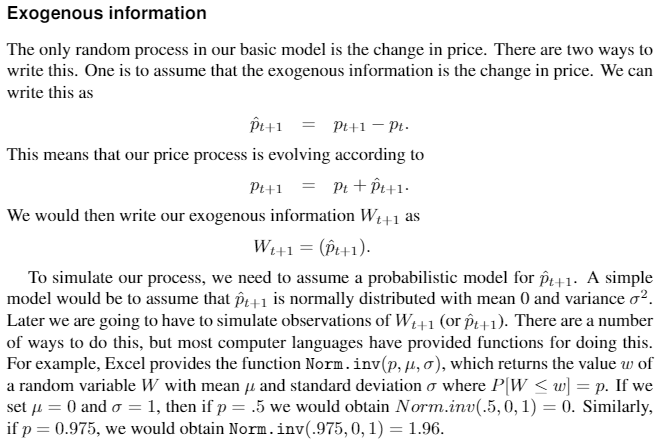 Exogenous information
The only random process in our basic model is the change in price. There are two ways to
write this. One is to assume that the exogenous information is the change in price. We can
write this as
p̂ₜ₊₁ = pₜ₊₁ − pₜ.
This means that our price process is evolving according to
pₜ₊₁ = pₜ + p̂ₜ₊₁.
We would then write our exogenous information Wₜ₊₁ as
Wₜ₊₁ = (p̂ₜ₊₁).
To simulate our process, we need to assume a probabilistic model for p̂ₜ₊₁. A simple
model would be to assume that p̂ₜ₊₁ is normally distributed with mean 0 and variance σ².
Later we are going to have to simulate observations of Wₜ₊₁ (or p̂ₜ₊₁). There are a number
of ways to do this, but most computer languages have provided functions for doing this.
For example, Excel provides the function Norm.inv(p, μ, σ), which returns the value w of
a random variable W with mean μ and standard deviation σ where P[W ≤ w] = p. If we
set μ = 0 and σ = 1, then if p = .5 we would obtain Norm.inv(.5, 0, 1) = 0. Similarly,
if p = 0.975, we would obtain Norm.inv(.975, 0, 1) = 1.96.